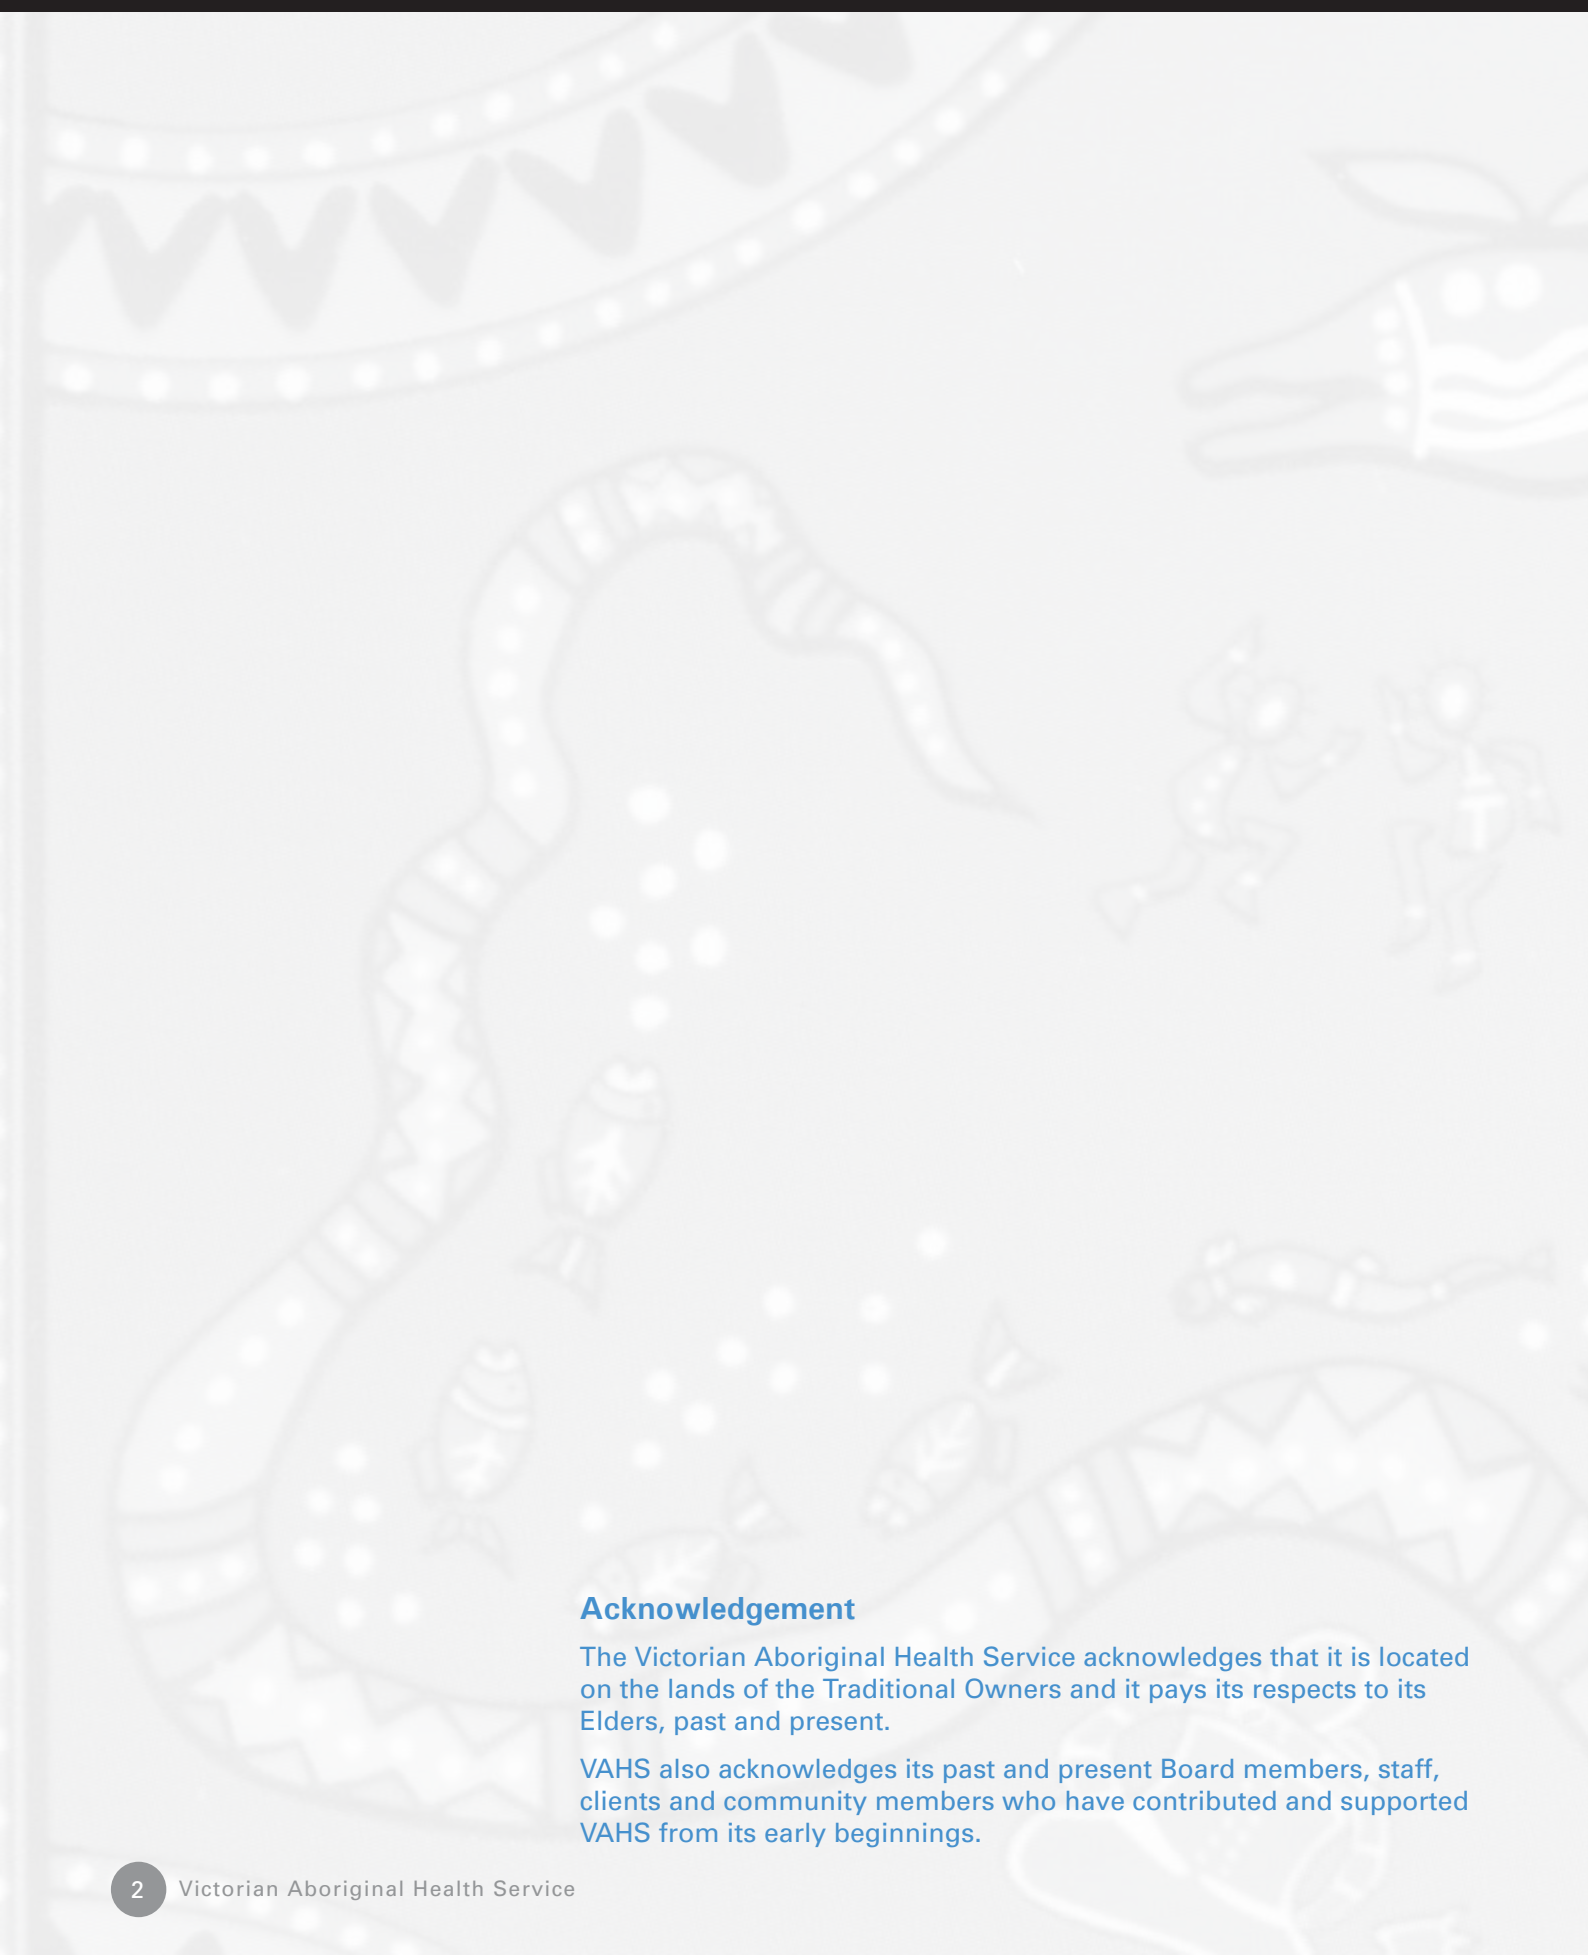 Acknowledgement
The Victorian Aboriginal Health Service acknowledges that it is located
on the lands of the Traditional Owners and it pays its respects to its
Elders, past and present.
VAHS also acknowledges its past and present Board members, staff,
clients and community members who have contributed and supported
VAHS from its early beginnings.
2 Victorian Aboriginal Health Service